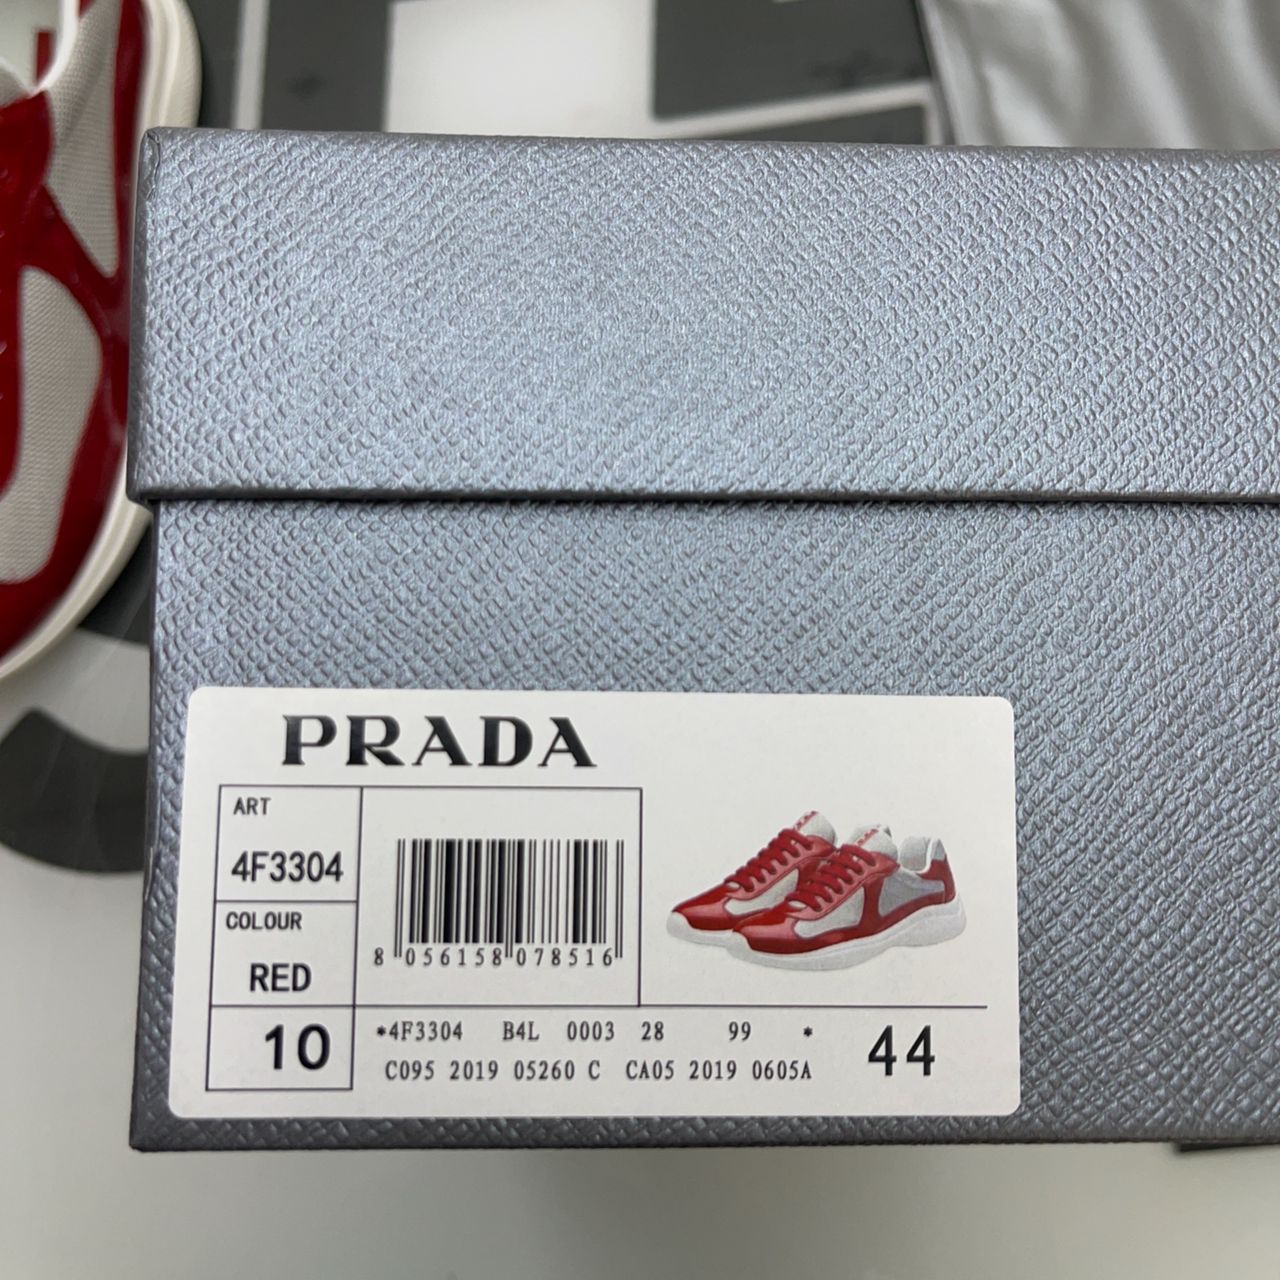 PRADA
ART
4F3304
COLOUR
RED
10
8 056158 078516
*4F3304 B4L 0003 28 99 *
C095 2019 05260 C CA05 2019 0605A
44